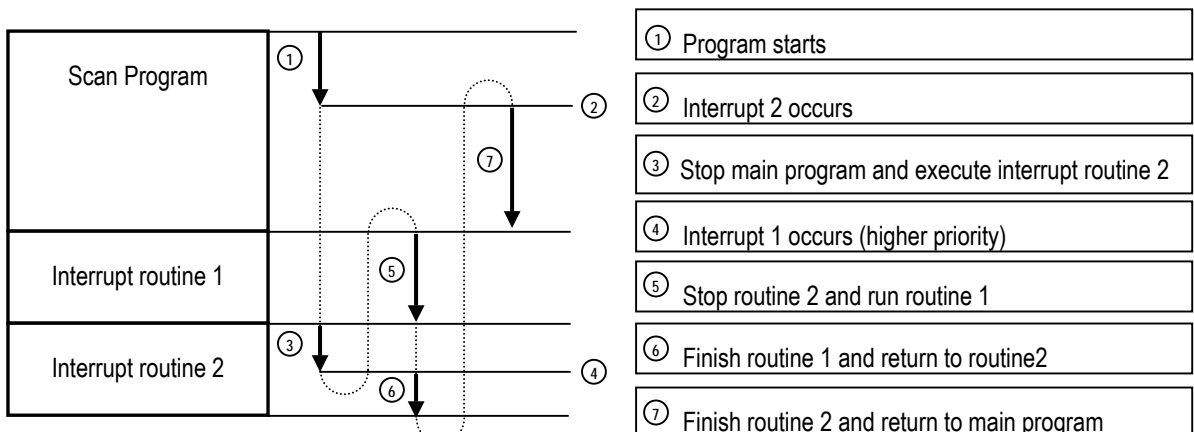 Scan Program
Interrupt routine 1
Interrupt routine 2
①
②
⑦
⑤
③
④
⑥
① Program starts
② Interrupt 2 occurs
③ Stop main program and execute interrupt routine 2
④ Interrupt 1 occurs (higher priority)
⑤ Stop routine 2 and run routine 1
⑥ Finish routine 1 and return to routine2
⑦ Finish routine 2 and return to main program